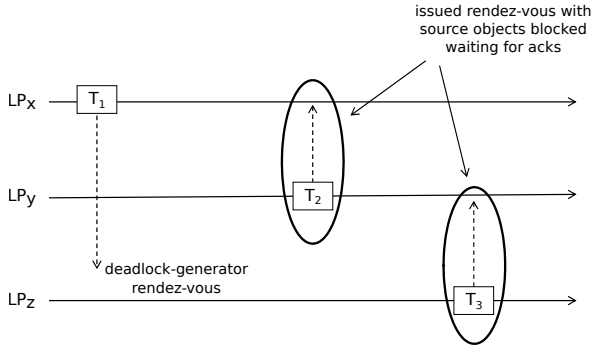 issued rendez-vous with
source objects blocked
waiting for acks
LPx T1
LPy T2
deadlock-generator
rendez-vous
LPz T3